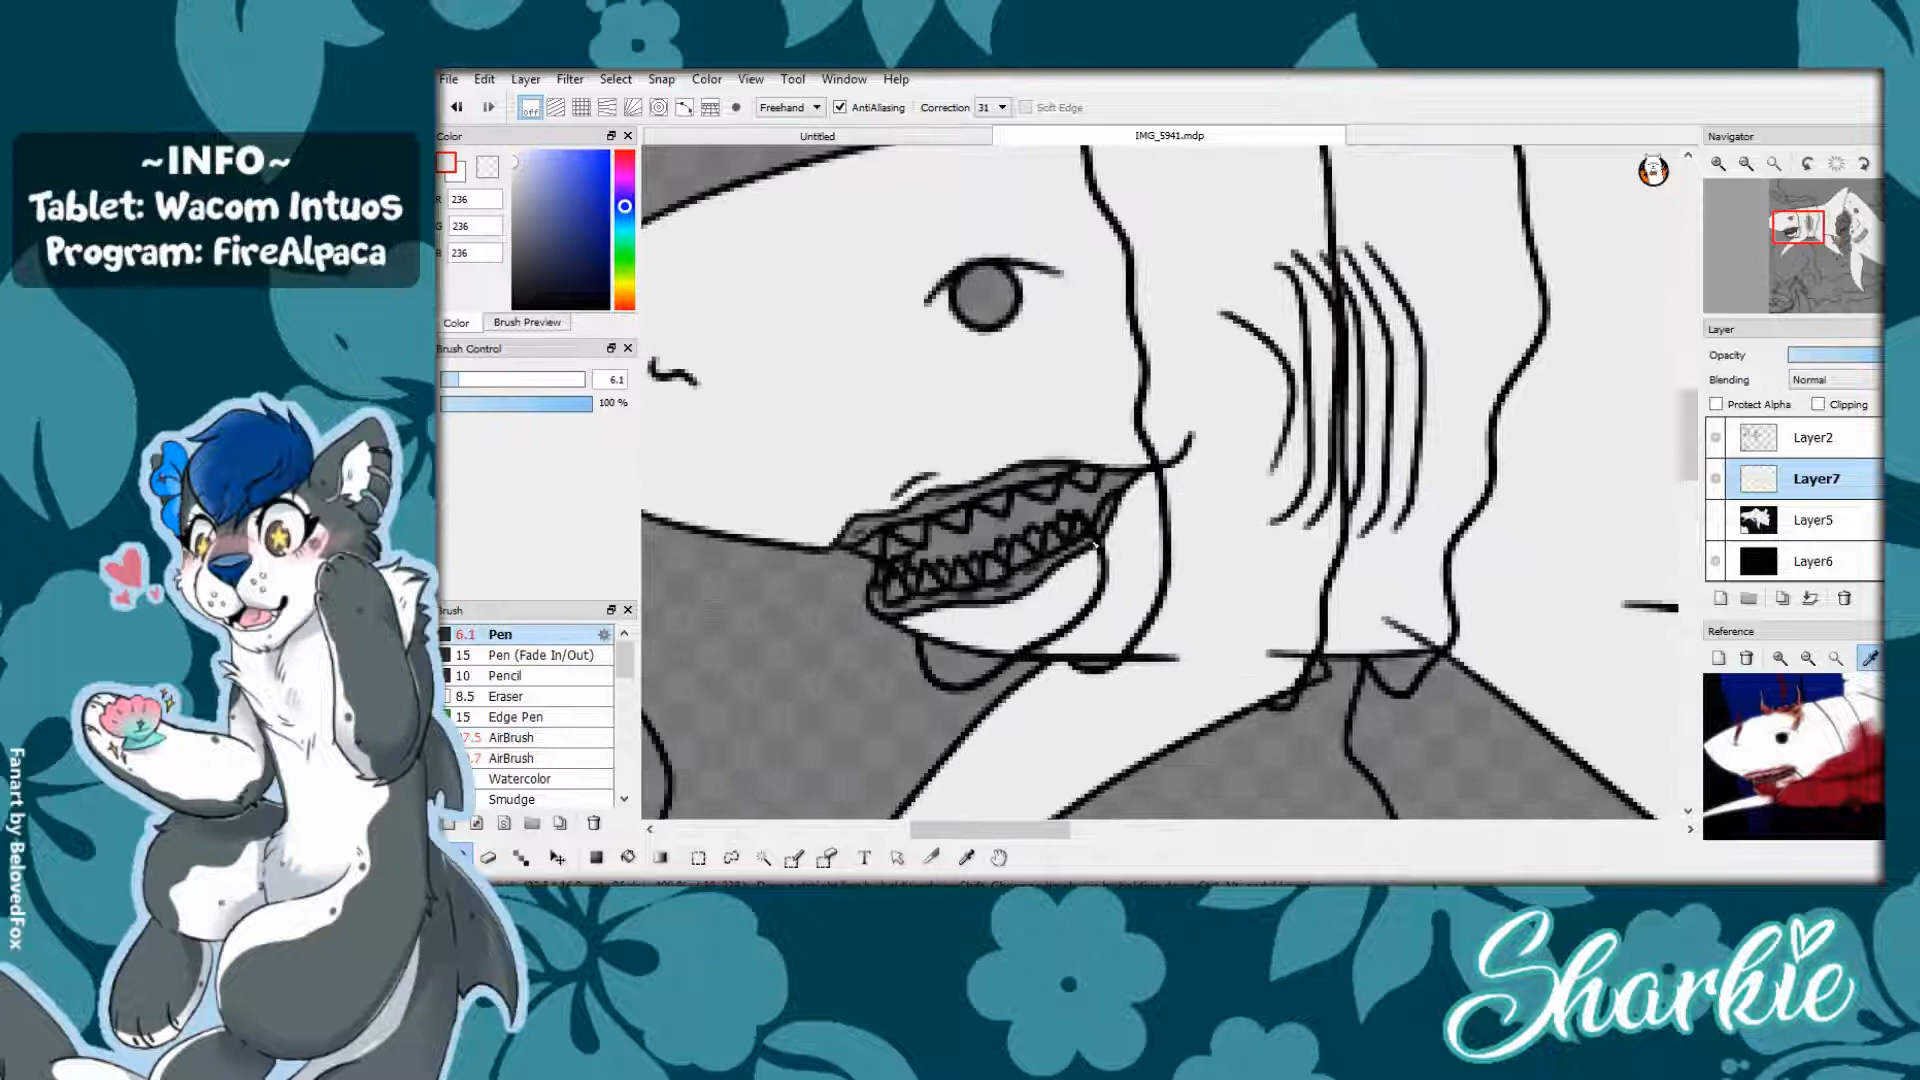 ~INFO~
Tablet: Wacom Intuos
Program: FireAlpaca
File Edit Layer Filter Select Snap Color View Tool Window Help
off Freehand AntiAliasing Correction 31 Soft Edge
Color
Untitled
IMG_5941.mdp
Navigator
R 236
G 236
B 236
Color
Brush Preview
Brush Control
6.1
100 %
Layer
Opacity
Blending Normal
Protect Alpha Clipping
Layer2
Layer7
Layer5
Layer6
Reference
Brush
6.1 Pen
15 Pen (Fade In/Out)
10 Pencil
8.5 Eraser
15 Edge Pen
7.5 AirBrush
.7 AirBrush
Watercolor
Smudge
T
Fanart by BelovedFox
Sharkie